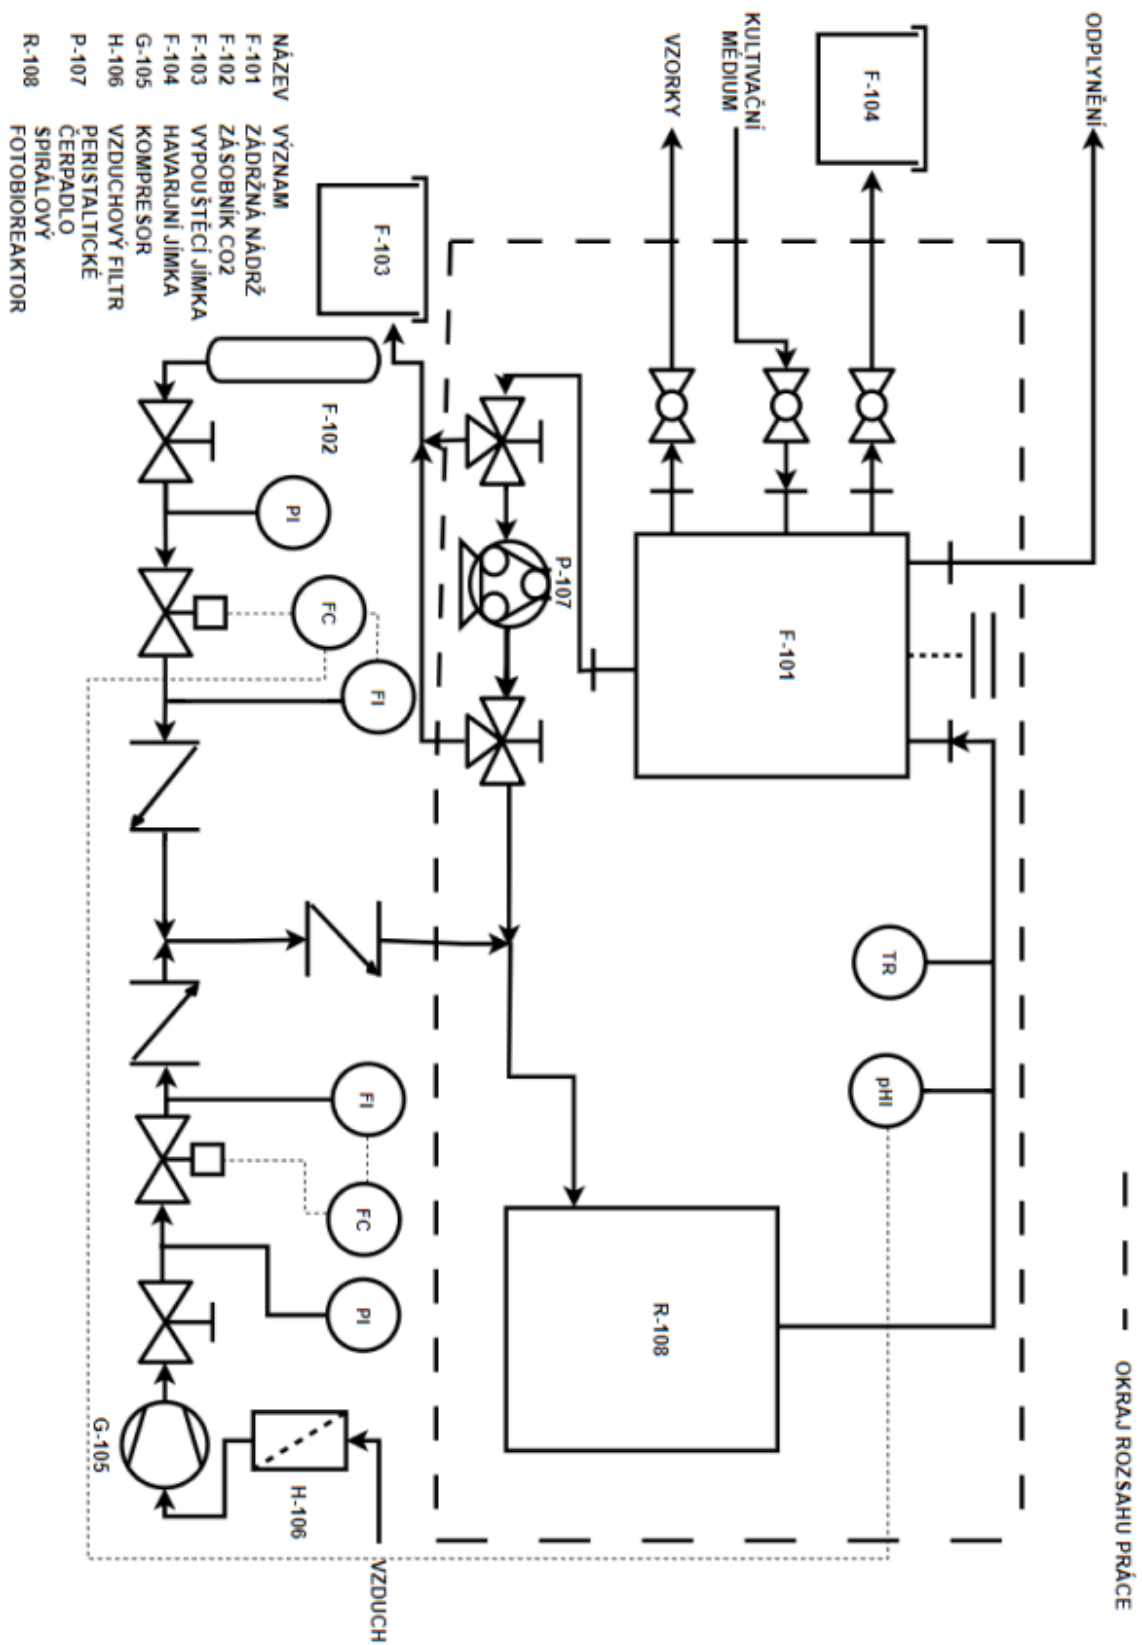 OKRAJ ROZSAHU PRÁCE
ODPLYNĚNÍ
F-104
KULTIVAČNÍ
MÉDIUM
VZORKY
F-101
TR
pHI
R-108
P-107
F-103
F-102
PI
FC
FI
FI
FC
PI
VZDUCH
H-106
G-105
NÁZEV VÝZNAM
F-101 ZÁDRŽNÁ NÁDRŽ
F-102 ZÁSOBNÍK CO2
F-103 VYPOUŠTĚCÍ JÍMKA
F-104 HAVARIJNÍ JÍMKA
G-105 KOMPRESOR
H-106 VZDUCHOVÝ FILTR
P-107 PERISTALTICKÉ
ČERPADLO
R-108 SPIRÁLOVÝ
FOTOBIOREAKTOR